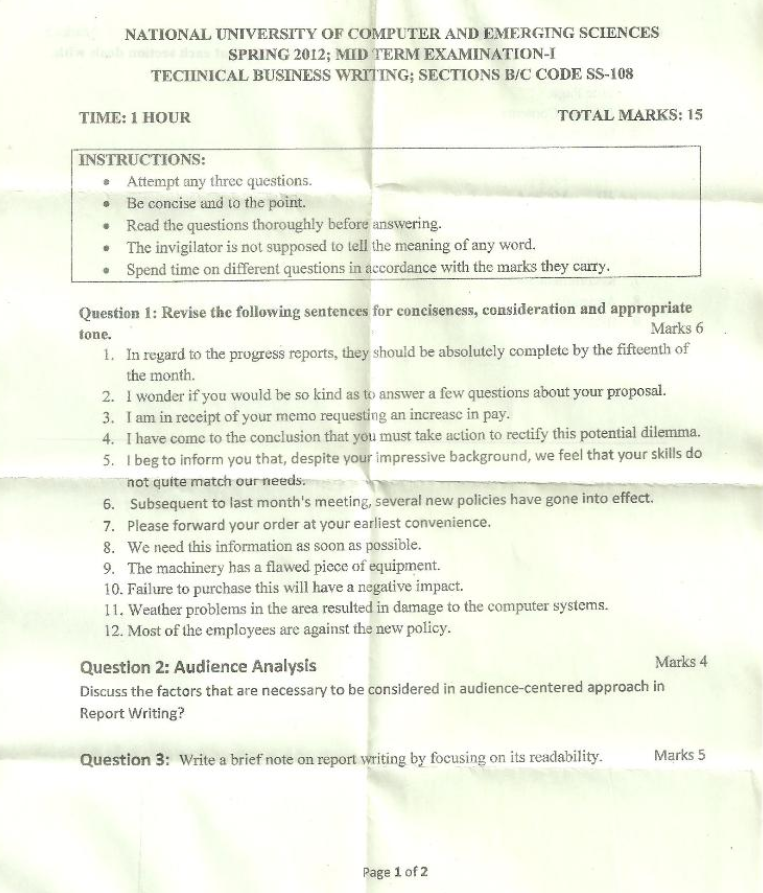 NATIONAL UNIVERSITY OF COMPUTER AND EMERGING SCIENCES
SPRING 2012; MID TERM EXAMINATION-I
TECHNICAL BUSINESS WRITING; SECTIONS B/C CODE SS-108
TIME: 1 HOUR TOTAL MARKS: 15
INSTRUCTIONS:
• Attempt any three questions.
• Be concise and to the point.
• Read the questions thoroughly before answering.
• The invigilator is not supposed to tell the meaning of any word.
• Spend time on different questions in accordance with the marks they carry.
Question 1: Revise the following sentences for conciseness, consideration and appropriate
tone. Marks 6
1. In regard to the progress reports, they should be absolutely complete by the fifteenth of
the month.
2. I wonder if you would be so kind as to answer a few questions about your proposal.
3. I am in receipt of your memo requesting an increase in pay.
4. I have come to the conclusion that you must take action to rectify this potential dilemma.
5. I beg to inform you that, despite your impressive background, we feel that your skills do
not quite match our needs.
6. Subsequent to last month's meeting, several new policies have gone into effect.
7. Please forward your order at your earliest convenience.
8. We need this information as soon as possible.
9. The machinery has a flawed piece of equipment.
10. Failure to purchase this will have a negative impact.
11. Weather problems in the area resulted in damage to the computer systems.
12. Most of the employees are against the new policy.
Question 2: Audience Analysis Marks 4
Discuss the factors that are necessary to be considered in audience-centered approach in
Report Writing?
Question 3: Write a brief note on report writing by focusing on its readability. Marks 5
Page 1 of 2